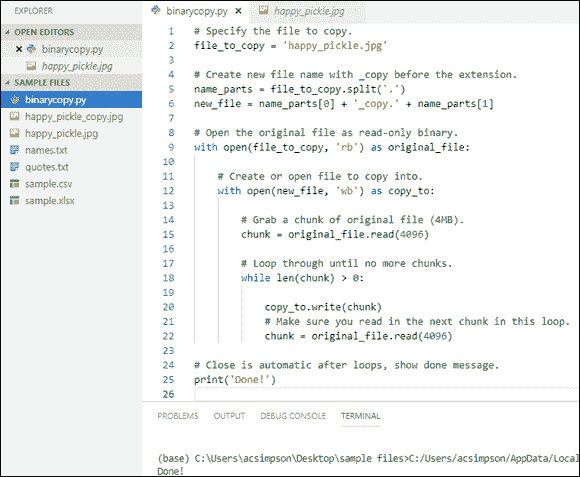 EXPLORER
OPEN EDITORS
binarycopy.py
happy_pickle.jpg
SAMPLE FILES
binarycopy.py
happy_pickle_copy.jpg
happy_pickle.jpg
names.txt
quotes.txt
sample.csv
sample.xlsx
binarycopy.py happy_pickle.jpg
1 # Specify the file to copy.
2 file_to_copy = 'happy_pickle.jpg'
3
4 # Create new file name with _copy before the extension.
5 name_parts = file_to_copy.split('.')
6 new_file = name_parts[0] + '_copy.' + name_parts[1]
7
8 # Open the original file as read-only binary.
9 with open(file_to_copy, 'rb') as original_file:
10
11 # Create or open file to copy into.
12 with open(new_file, 'wb') as copy_to:
13
14 # Grab a chunk of original file (4MB).
15 chunk = original_file.read(4096)
16
17 # Loop through until no more chunks.
18 while len(chunk) > 0:
19
20 copy_to.write(chunk)
21 # Make sure you read in the next chunk in this loop.
22 chunk = original_file.read(4096)
23
24 # Close is automatic after loops, show done message.
25 print('Done!')
26
PROBLEMS OUTPUT DEBUG CONSOLE TERMINAL
(base) C:\Users\acsimpson\Desktop\sample files>C:/Users/acsimpson/AppData/Local
Done!